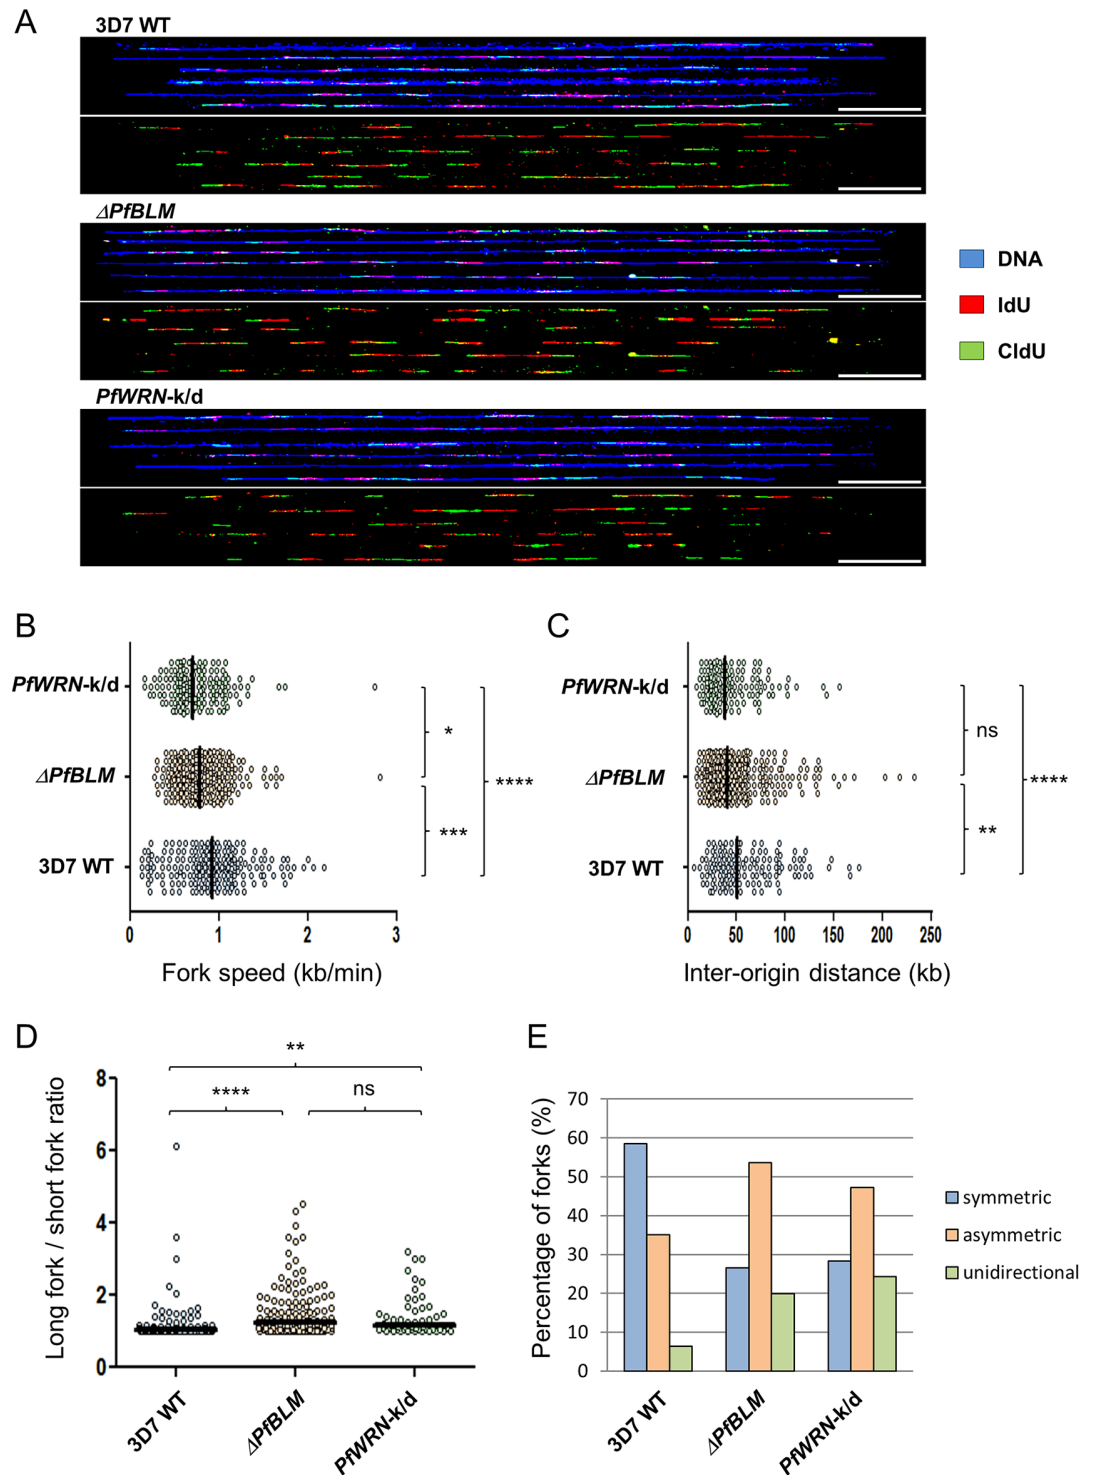 A
3D7 WT
ΔPfBLM
PfWRN-k/d
DNA
IdU
CldU
B
PfWRN-k/d
ΔPfBLM
3D7 WT
*
***
****
0 1 2 3
Fork speed (kb/min)
C
PfWRN-k/d
ΔPfBLM
3D7 WT
ns
**
****
0 50 100 150 200 250
Inter-origin distance (kb)
D
Long fork / short fork ratio
8
6
4
2
0
**
****
ns
3D7 WT
ΔPfBLM
PfWRN-k/d
E
Percentage of forks (%)
70
60
50
40
30
20
10
0
3D7 WT
ΔPfBLM
PfWRN-k/d
symmetric
asymmetric
unidirectional